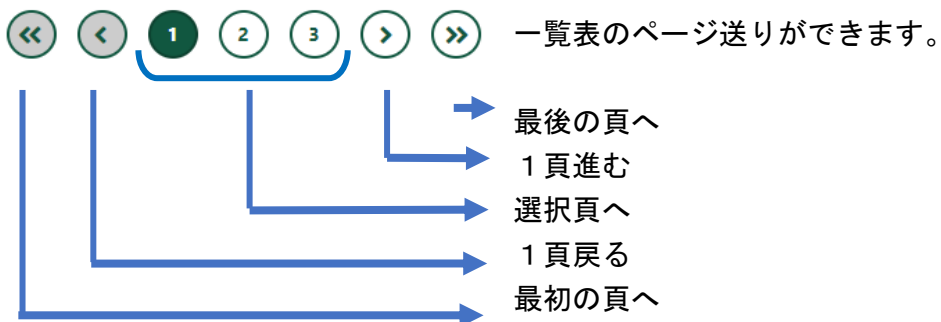 « ‹ 1 2 3 › » 一覧表のページ送りができます。
最後の頁へ
１頁進む
選択頁へ
１頁戻る
最初の頁へ